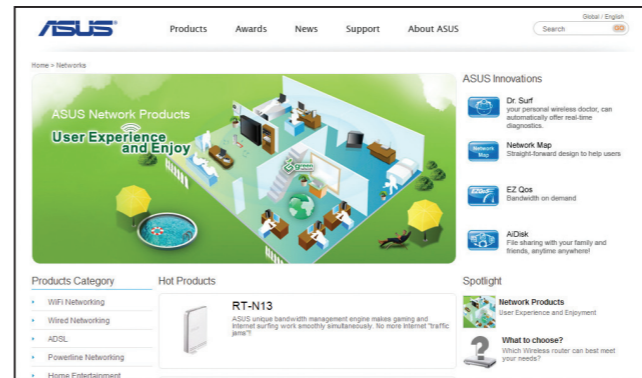 ASUS
Global / English
Products Awards News Support About ASUS
Search GO
Home > Networks
ASUS Network Products
User Experience
and Enjoy
green
ASUS Innovations
Dr. Surf
your personal wireless doctor, can
automatically offer real-time
diagnostics.
Network
Map
Network Map
Straight-forward design to help users
EZQoS
EZ Qos
Bandwidth on demand
AiDisk
File sharing with your family and
friends, anytime anywhere!
Products Category
WiFi Networking
Wired Networking
ADSL
Powerline Networking
Home Entertainment
Hot Products
RT-N13
ASUS unique bandwidth management engine makes gaming and
Internet surfing work smoothly simultaneously. No more Internet "traffic
jams"!
Spotlight
Network Products
User Experience and Enjoyment
What to choose?
Which Wireless router can best meet
your needs?